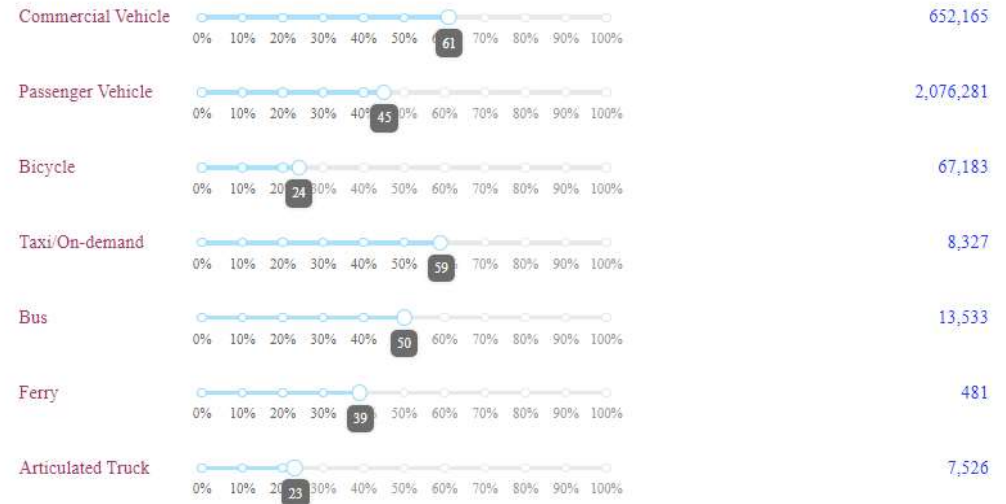 Commercial Vehicle 652,165
0% 10% 20% 30% 40% 50% 61 70% 80% 90% 100%
Passenger Vehicle 2,076,281
0% 10% 20% 30% 45 60% 70% 80% 90% 100%
Bicycle 67,183
0% 10% 24 40% 50% 60% 70% 80% 90% 100%
Taxi/On-demand 8,327
0% 10% 20% 30% 40% 50% 59 70% 80% 90% 100%
Bus 13,533
0% 10% 20% 30% 40% 50 60% 70% 80% 90% 100%
Ferry 481
0% 10% 20% 30% 39 50% 60% 70% 80% 90% 100%
Articulated Truck 7,526
0% 10% 23 40% 50% 60% 70% 80% 90% 100%